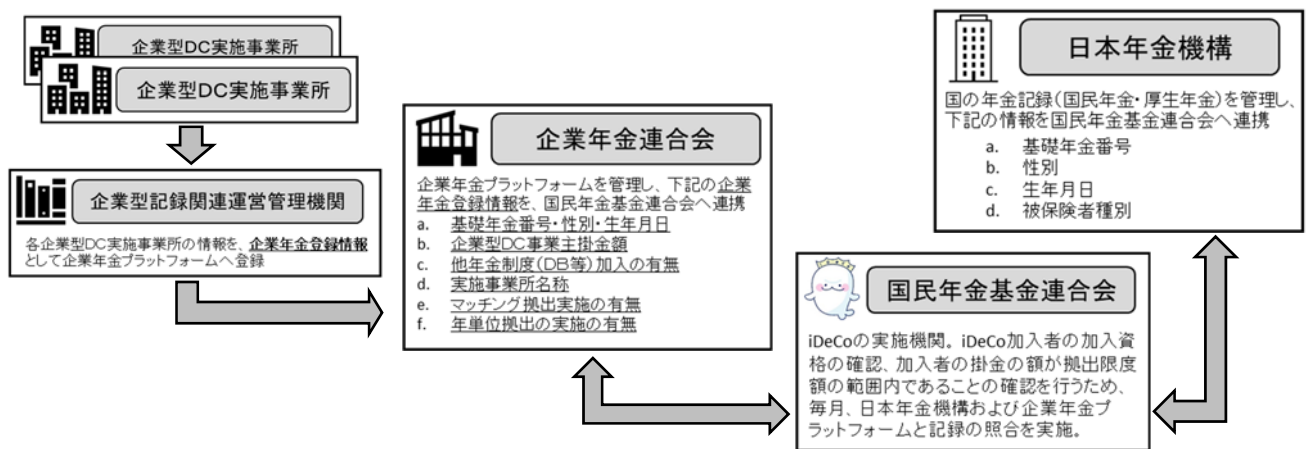 企業型DC実施事業所
企業型DC実施事業所
企業型記録関連運営管理機関
各企業型DC実施事業所の情報を、企業年金登録情報
として企業年金プラットフォームへ登録
企業年金連合会
企業年金プラットフォームを管理し、下記の企業
年金登録情報を、国民年金基金連合会へ連携
a. 基礎年金番号・性別・生年月日
b. 企業型DC事業主掛金額
c. 他年金制度(DB等)加入の有無
d. 実施事業所名称
e. マッチング拠出実施の有無
f. 年単位拠出の実施の有無
日本年金機構
国の年金記録(国民年金・厚生年金)を管理し、
下記の情報を国民年金基金連合会へ連携
a. 基礎年金番号
b. 性別
c. 生年月日
d. 被保険者種別
国民年金基金連合会
iDeCoの実施機関。iDeCo加入者の加入資
格の確認、加入者の掛金の額が拠出限度
額の範囲内であることの確認を行うため、
毎月、日本年金機構および企業年金プ
ラットフォームと記録の照合を実施。